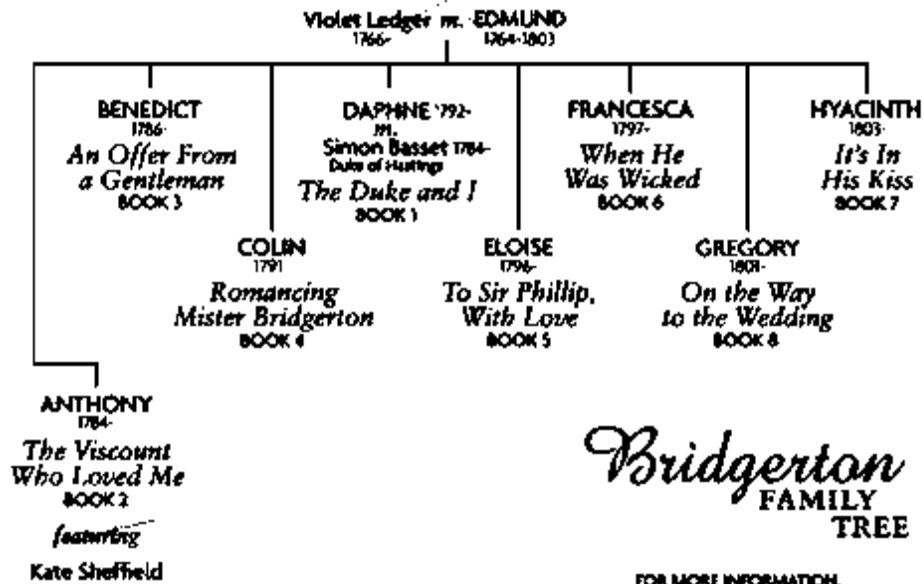 Violet Ledger m. EDMUND
1766- 1764-1803
BENEDICT
1786-
An Offer From
a Gentleman
BOOK 3
DAPHNE 1792-
m.
Simon Basset 1784-
Duke of Hastings
The Duke and I
BOOK 1
FRANCESCA
1797-
When He
Was Wicked
BOOK 6
HYACINTH
1803-
It's In
His Kiss
BOOK 7
COLIN
1791
Romancing
Mister Bridgerton
BOOK 4
ELOISE
1796-
To Sir Phillip,
With Love
BOOK 5
GREGORY
1801-
On the Way
to the Wedding
BOOK 8
ANTHONY
1784-
The Viscount
Who Loved Me
BOOK 2
featuring
Kate Sheffield
Bridgerton
FAMILY
TREE
FOR MORE INFORMATION